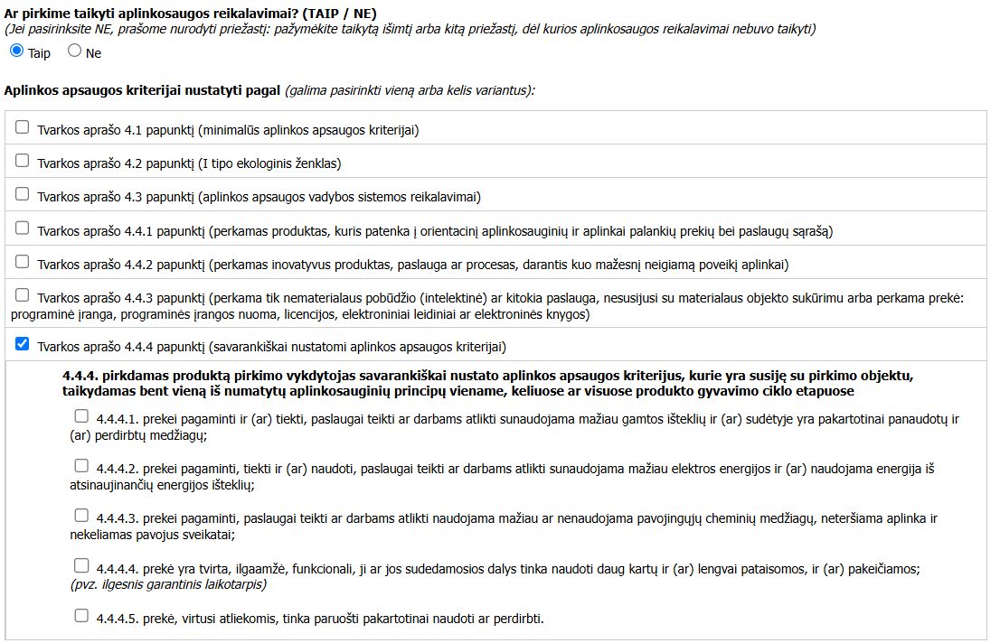 Ar pirkime taikyti aplinkosaugos reikalavimai? (TAIP / NE)
(Jei pasirinksite NE, prašome nurodyti priežastį: pažymėkite taikytą išimtį arba kitą priežastį, dėl kurios aplinkosaugos reikalavimai nebuvo taikyti)
Taip Ne
Aplinkos apsaugos kriterijai nustatyti pagal (galima pasirinkti vieną arba kelis variantus):
Tvarkos aprašo 4.1 papunktį (minimalūs aplinkos apsaugos kriterijai)
Tvarkos aprašo 4.2 papunktį (I tipo ekologinis ženklas)
Tvarkos aprašo 4.3 papunktį (aplinkos apsaugos vadybos sistemos reikalavimai)
Tvarkos aprašo 4.4.1 papunktį (perkamas produktas, kuris patenka į orientacinį aplinkosauginių ir aplinkai palankių prekių bei paslaugų sąrašą)
Tvarkos aprašo 4.4.2 papunktį (perkamas inovatyvus produktas, paslauga ar procesas, darantis kuo mažesnį neigiamą poveikį aplinkai)
Tvarkos aprašo 4.4.3 papunktį (perkama tik nematerialaus pobūdžio (intelektinė) ar kitokia paslauga, nesusijusi su materialaus objekto sukūrimu arba perkama prekė:
programinė įranga, programinės įrangos nuoma, licencijos, elektroniniai leidiniai ar elektroninės knygos)
Tvarkos aprašo 4.4.4 papunktį (savarankiškai nustatomi aplinkos apsaugos kriterijai)
4.4.4. pirkdamas produktą pirkimo vykdytojas savarankiškai nustato aplinkos apsaugos kriterijus, kurie yra susiję su pirkimo objektu,
taikydamas bent vieną iš numatytų aplinkosauginių principų viename, keliuose ar visuose produkto gyvavimo ciklo etapuose
4.4.4.1. prekei pagaminti ir (ar) tiekti, paslaugai teikti ar darbams atlikti sunaudojama mažiau gamtos išteklių ir (ar) sudėtyje yra pakartotinai panaudotų ir
(ar) perdirbtų medžiagų;
4.4.4.2. prekei pagaminti, tiekti ir (ar) naudoti, paslaugai teikti ar darbams atlikti sunaudojama mažiau elektros energijos ir (ar) naudojama energija iš
atsinaujinančių energijos išteklių;
4.4.4.3. prekei pagaminti, paslaugai teikti ar darbams atlikti naudojama mažiau ar nenaudojama pavojingųjų cheminių medžiagų, neteršiama aplinka ir
nekeliamas pavojus sveikatai;
4.4.4.4. prekė yra tvirta, ilgaamžė, funkcionali, ji ar jos sudedamosios dalys tinka naudoti daug kartų ir (ar) lengvai pataisomos, ir (ar) pakeičiamos;
(pvz. ilgesnis garantinis laikotarpis)
4.4.4.5. prekė, virtusi atliekomis, tinka paruošti pakartotinai naudoti ar perdirbti.